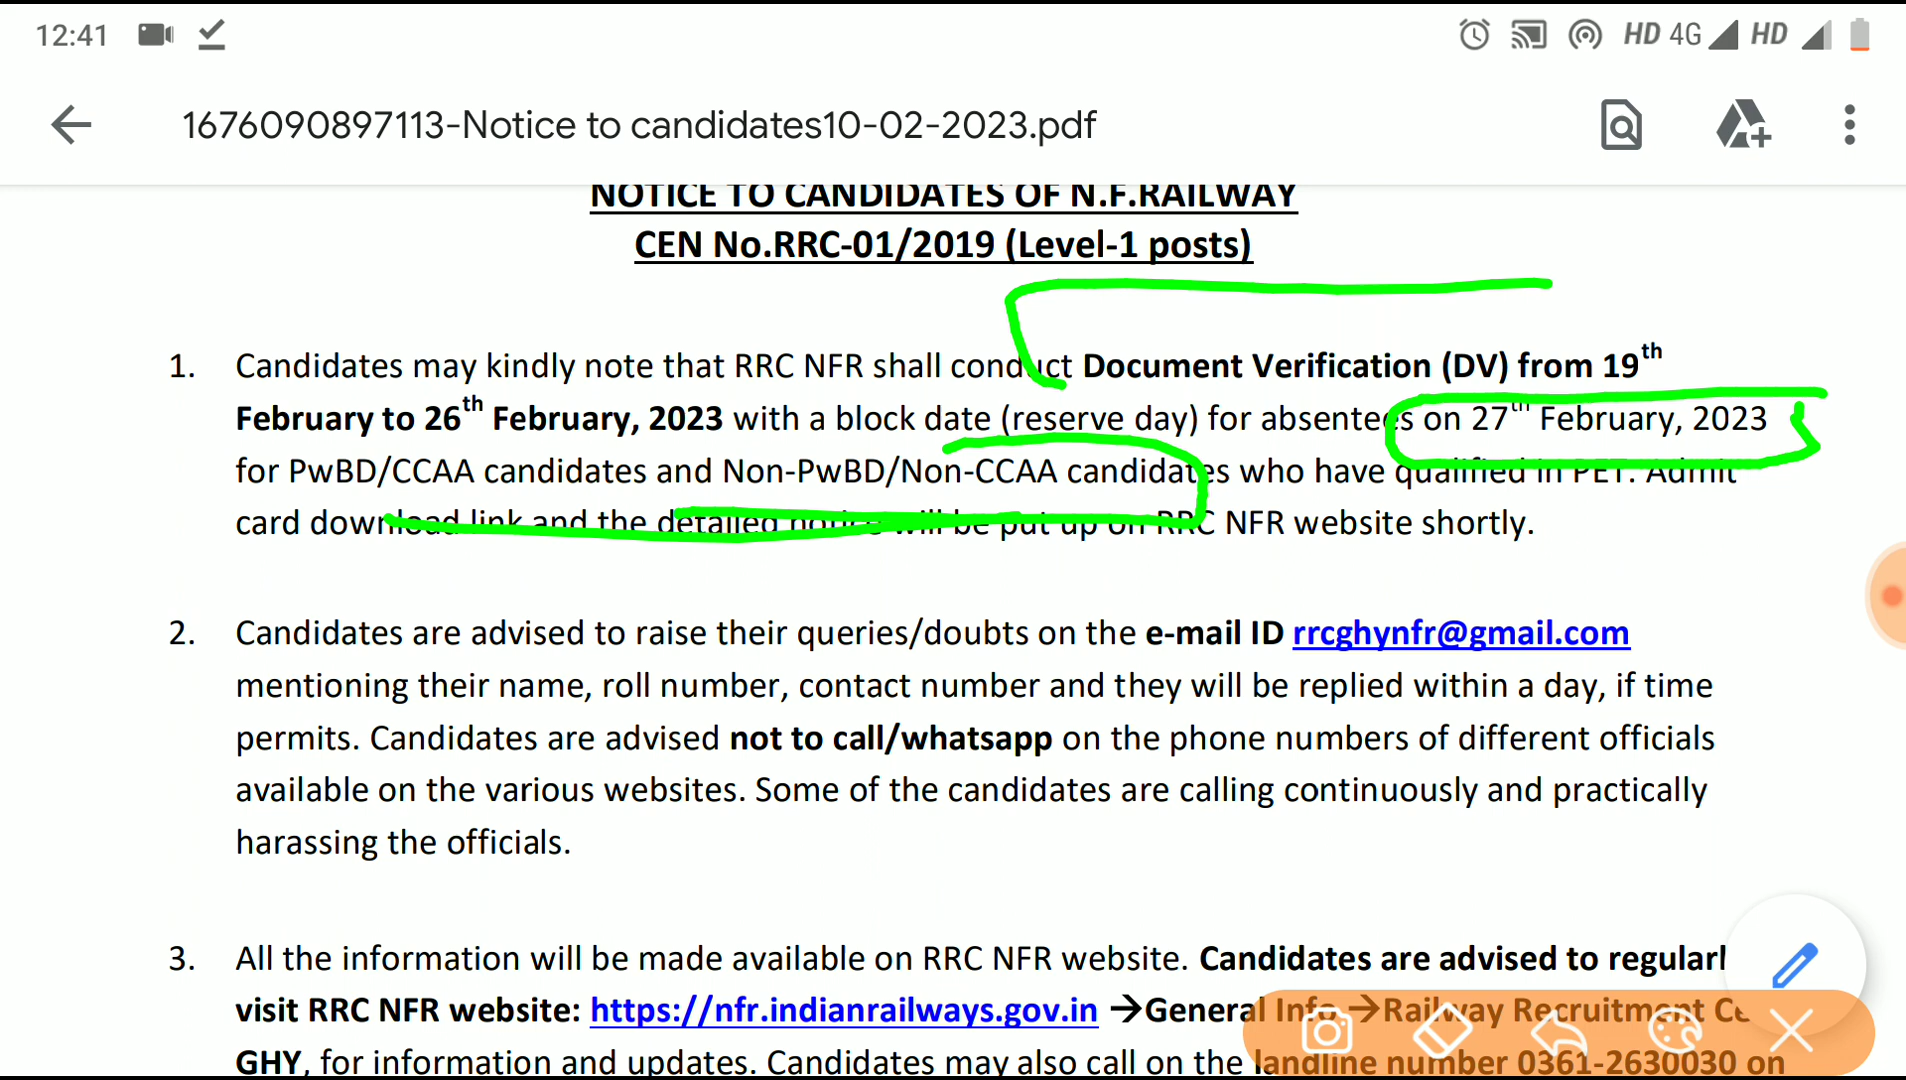 12:41 HD 4G HD
1676090897113-Notice to candidates10-02-2023.pdf
NOTICE TO CANDIDATES OF N.F.RAILWAY
CEN No.RRC-01/2019 (Level-1 posts)
1. Candidates may kindly note that RRC NFR shall conduct Document Verification (DV) from 19th
February to 26th February, 2023 with a block date (reserve day) for absentees on 27th February, 2023
for PwBD/CCAA candidates and Non-PwBD/Non-CCAA candidates who have qualified in PET. Admit
card download link and the detailed notice will be put up on RRC NFR website shortly.
2. Candidates are advised to raise their queries/doubts on the e-mail ID rrcghynfr@gmail.com
mentioning their name, roll number, contact number and they will be replied within a day, if time
permits. Candidates are advised not to call/whatsapp on the phone numbers of different officials
available on the various websites. Some of the candidates are calling continuously and practically
harassing the officials.
3. All the information will be made available on RRC NFR website. Candidates are advised to regularl
visit RRC NFR website: https://nfr.indianrailways.gov.in →General Info →Railway Recruitment Ce
GHY, for information and updates. Candidates may also call on the landline number 0361-2630030 on